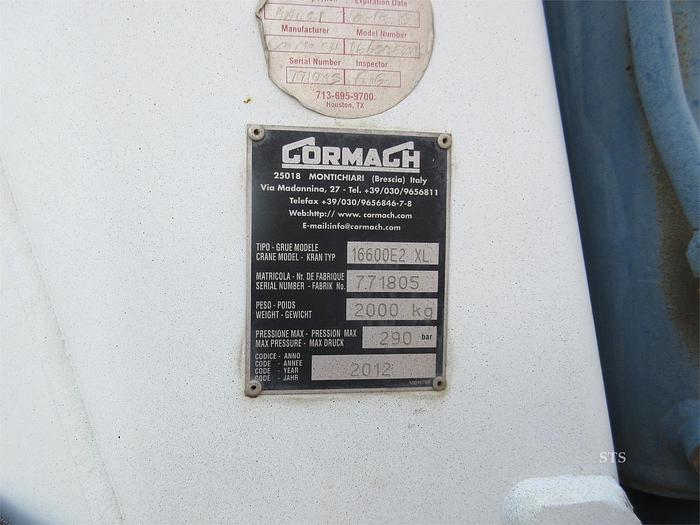 Expiration Date
Manufacturer Model Number
Serial Number Inspector
713-695-9700
Houston, TX
CORMACH
25018 MONTICHIARI (Brescia) Italy
Via Madonnina, 27 - Tel. +39/030/9656811
Telefax +39/030/9656846-7-8
Web:http// www. cormach.com
E-mail:info@cormach.com
TIPO - GRUE MODELE
CRANE MODEL - KRAN TYP 16600E2 XL
MATRICOLA - Nr. DE FABRIQUE
SERIAL NUMBER - FABRIK No. 771805
PESO - POIDS
WEIGHT - GEWICHT 2000 kg
PRESSIONE MAX - PRESSION MAX
MAX PRESSURE - MAX DRUCK 290 bar
CODICE - ANNO
CODE - ANNÉE
CODE - YEAR 2012
CODE - JAHR
STS